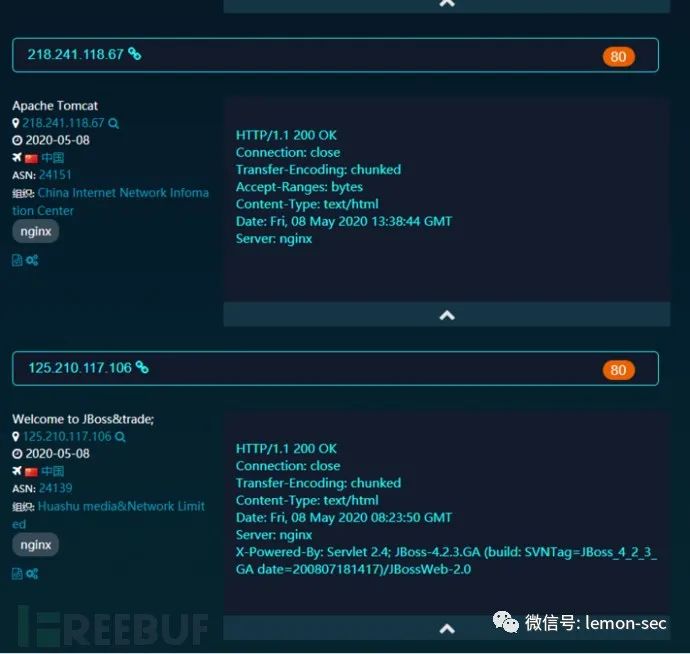 218.241.118.67
80
Apache Tomcat
218.241.118.67
2020-05-08
中国
ASN: 24151
组织: China Internet Network Infoma
tion Center
nginx
HTTP/1.1 200 OK
Connection: close
Transfer-Encoding: chunked
Accept-Ranges: bytes
Content-Type: text/html
Date: Fri, 08 May 2020 13:38:44 GMT
Server: nginx
125.210.117.106
80
Welcome to JBoss&trade;
125.210.117.106
2020-05-08
中国
ASN: 24139
组织: Huashu media&Network Limit
ed
nginx
HTTP/1.1 200 OK
Connection: close
Transfer-Encoding: chunked
Content-Type: text/html
Date: Fri, 08 May 2020 08:23:50 GMT
Server: nginx
X-Powered-By: Servlet 2.4; JBoss-4.2.3.GA (build: SVNTag=JBoss_4_2_3_
GA date=200807181417)/JBossWeb-2.0
FREEBUF
微信号: lemon-sec